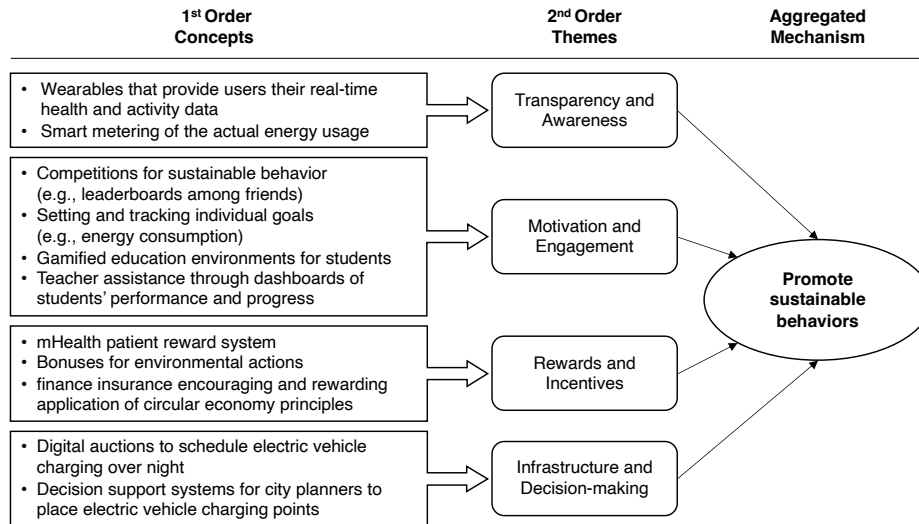 1st Order
Concepts
2nd Order
Themes
Aggregated
Mechanism
• Wearables that provide users their real-time
health and activity data
• Smart metering of the actual energy usage
Transparency and
Awareness
• Competitions for sustainable behavior
(e.g., leaderboards among friends)
• Setting and tracking individual goals
(e.g., energy consumption)
• Gamified education environments for students
• Teacher assistance through dashboards of
students' performance and progress
Motivation and
Engagement
Promote
sustainable
behaviors
• mHealth patient reward system
• Bonuses for environmental actions
• finance insurance encouraging and rewarding
application of circular economy principles
Rewards and
Incentives
• Digital auctions to schedule electric vehicle
charging over night
• Decision support systems for city planners to
place electric vehicle charging points
Infrastructure and
Decision-making